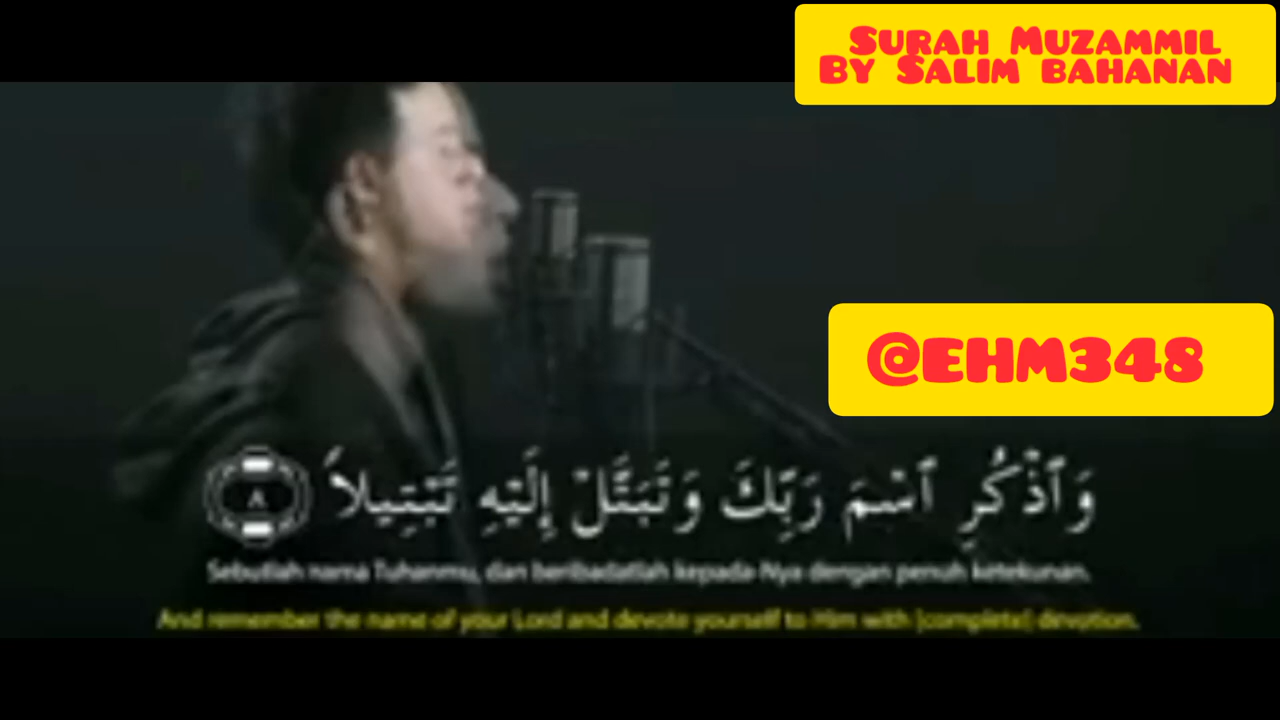 SURAH MUZAMMIL
BY SALIM BAHANAN
@EHM348
وَٱذْكُرِ ٱسْمَ رَبِّكَ وَتَبَتَّلْ إِلَيْهِ تَبْتِيلًا ٨
Sebutlah nama Tuhanmu, dan beribadatlah kepada-Nya dengan penuh ketekunan.
And remember the name of your Lord and devote yourself to Him with [complete] devotion.